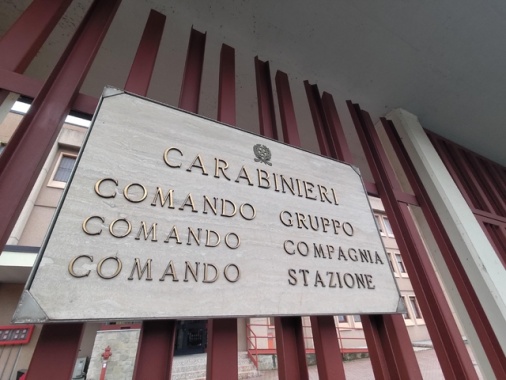 CARABINIERI
COMANDO GRUPPO
COMANDO COMPAGNIA
COMANDO STAZIONE